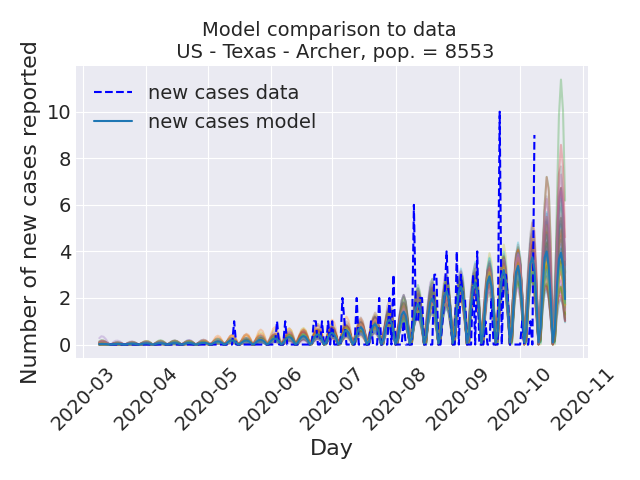 Model comparison to data
US - Texas - Archer, pop. = 8553
new cases data
new cases model
Number of new cases reported
10
8
6
4
2
0
2020-03
2020-04
2020-05
2020-06
2020-07
2020-08
2020-09
2020-10
2020-11
Day